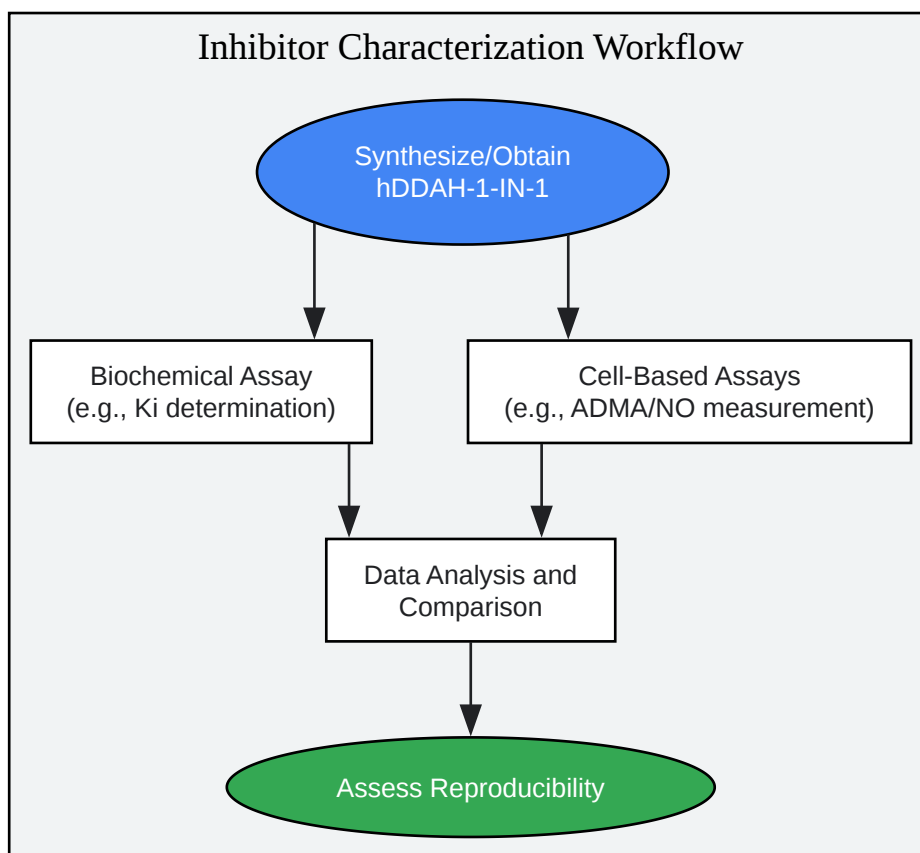 Inhibitor Characterization Workflow
Synthesize/Obtain
hDDAH-1-IN-1
Biochemical Assay
(e.g., Ki determination)
Cell-Based Assays
(e.g., ADMA/NO measurement)
Data Analysis and
Comparison
Assess Reproducibility